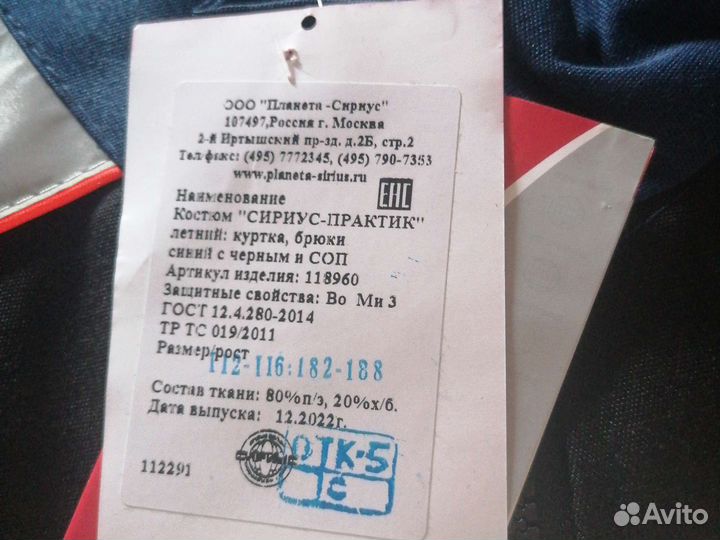 ООО "Планета -Сириус"
107497,Россия г. Москва
2-й Иртышский пр-зд. д.2Б, стр.2
Тел/факс: (495) 7772345, (495) 790-7353
www.planeta-sirius.ru
Наименование
EAC
Костюм "СИРИУС-ПРАКТИК"
летний: куртка, брюки
синий с черным и СОП
Артикул изделия: 118960
Защитные свойства: Во Ми З
ГОСТ 12.4.280-2014
ТР ТС 019/2011
Размер/рост
112-116:182-188
Состав ткани: 80%п/э, 20%х/б.
Дата выпуска: 12.2022г.
ОТК-5
С
112291
Avito